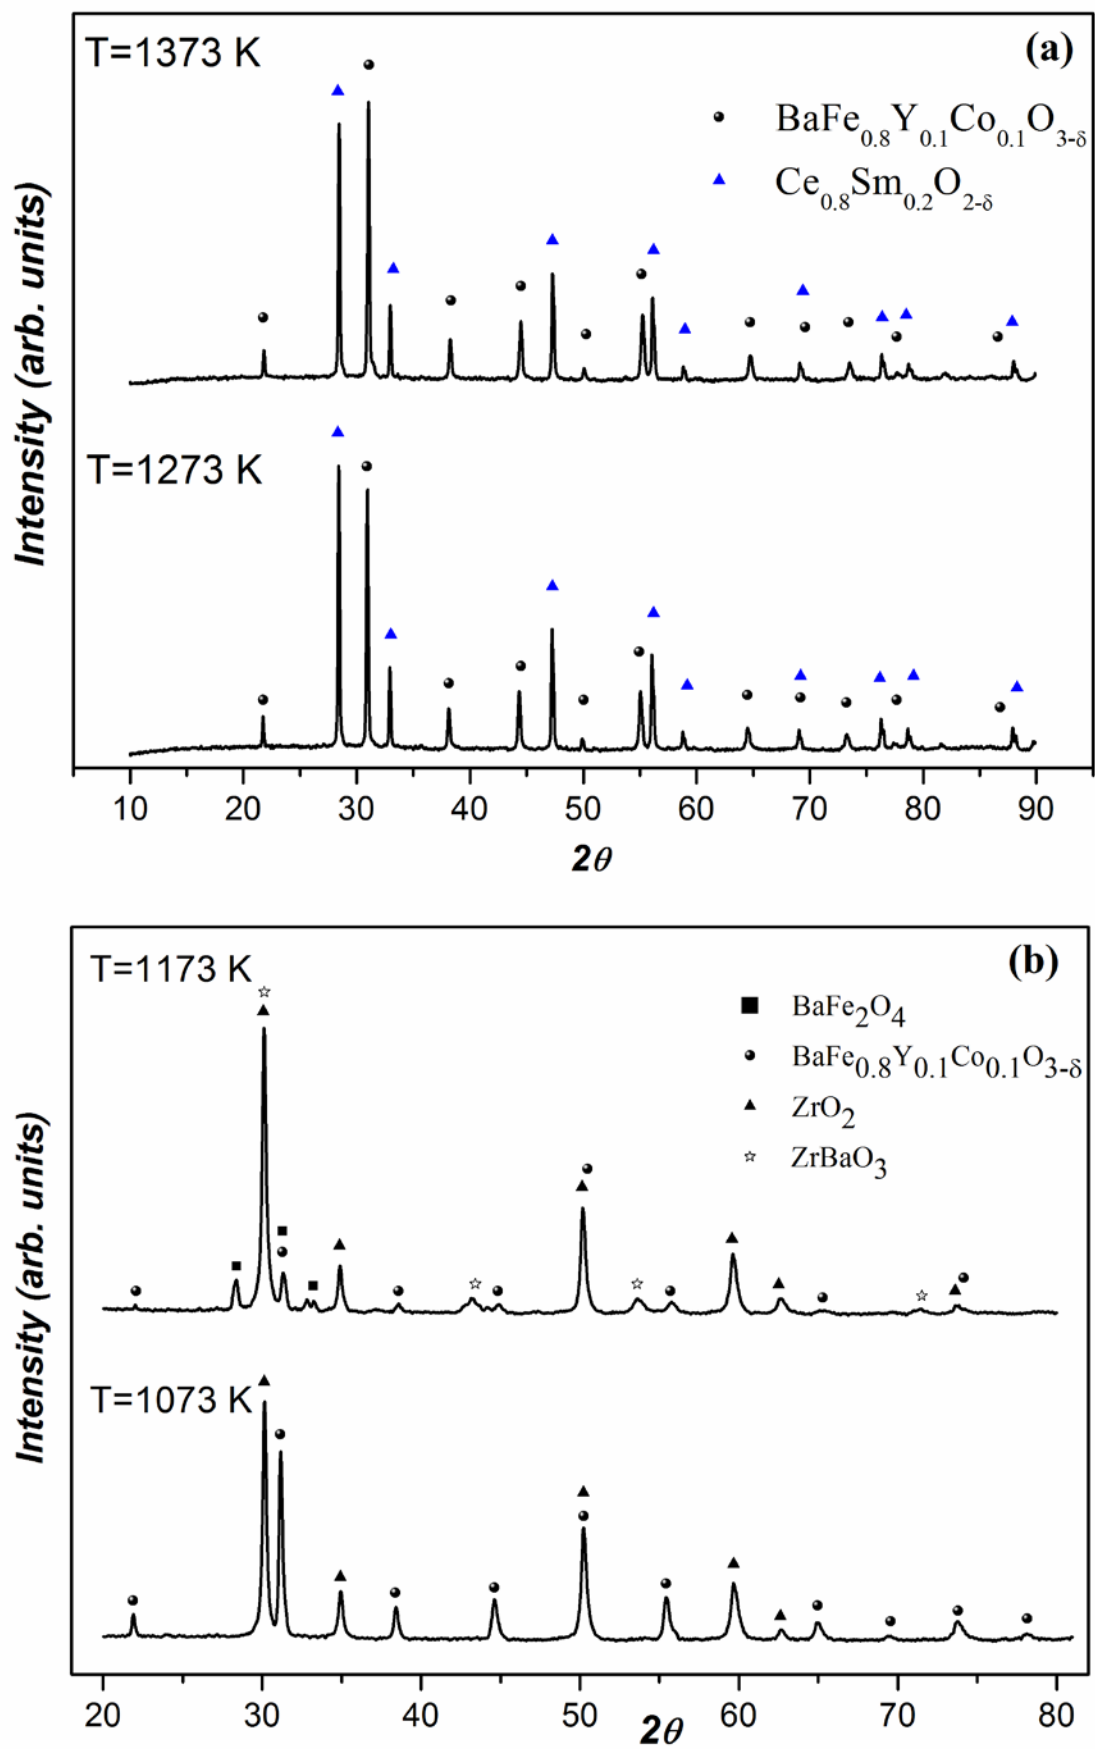 T=1373 K
(a)
BaFe0.8Y0.1Co0.1O3-δ
Ce0.8Sm0.2O2-δ
T=1273 K
Intensity (arb. units)
10 20 30 40 50 60 70 80 90
2θ
T=1173 K
(b)
BaFe2O4
BaFe0.8Y0.1Co0.1O3-δ
ZrO2
ZrBaO3
T=1073 K
Intensity (arb. units)
20 30 40 50 60 70 80
2θ